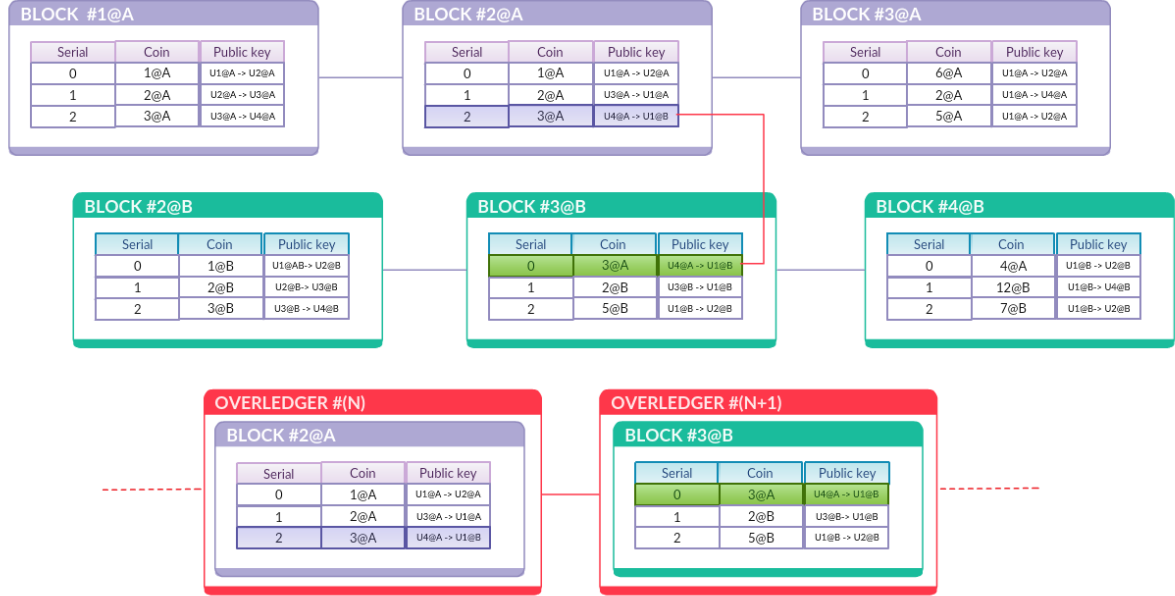 BLOCK #1@A
Serial Coin Public key
0 1@A U1@A -> U2@A
1 2@A U2@A -> U3@A
2 3@A U3@A -> U4@A
BLOCK #2@A
Serial Coin Public key
0 1@A U1@A -> U2@A
1 2@A U3@A -> U1@A
2 3@A U4@A -> U1@B
BLOCK #3@A
Serial Coin Public key
0 6@A U1@A -> U2@A
1 2@A U1@A -> U4@A
2 5@A U1@A -> U2@A
BLOCK #2@B
Serial Coin Public key
0 1@B U1@AB-> U2@B
1 2@B U2@B-> U3@B
2 3@B U3@B -> U4@B
BLOCK #3@B
Serial Coin Public key
0 3@A U4@A -> U1@B
1 2@B U3@B -> U1@B
2 5@B U1@B -> U2@B
BLOCK #4@B
Serial Coin Public key
0 4@A U1@B -> U2@B
1 12@B U1@B-> U4@B
2 7@B U1@B-> U2@B
OVERLEDGER #(N)
BLOCK #2@A
Serial Coin Public key
0 1@A U1@A -> U2@A
1 2@A U3@A -> U1@A
2 3@A U4@A -> U1@B
OVERLEDGER #(N+1)
BLOCK #3@B
Serial Coin Public key
0 3@A U4@A -> U1@B
1 2@B U3@B-> U1@B
2 5@B U1@B -> U2@B